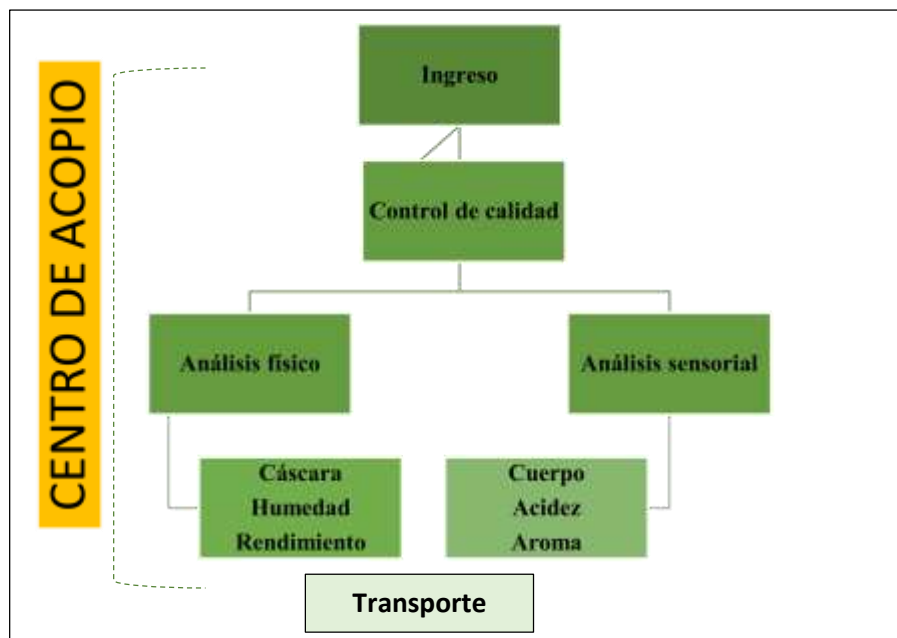 CENTRO DE ACOPIO
Ingreso
Control de calidad
Análisis físico
Análisis sensorial
Cáscara
Humedad
Rendimiento
Cuerpo
Acidez
Aroma
Transporte